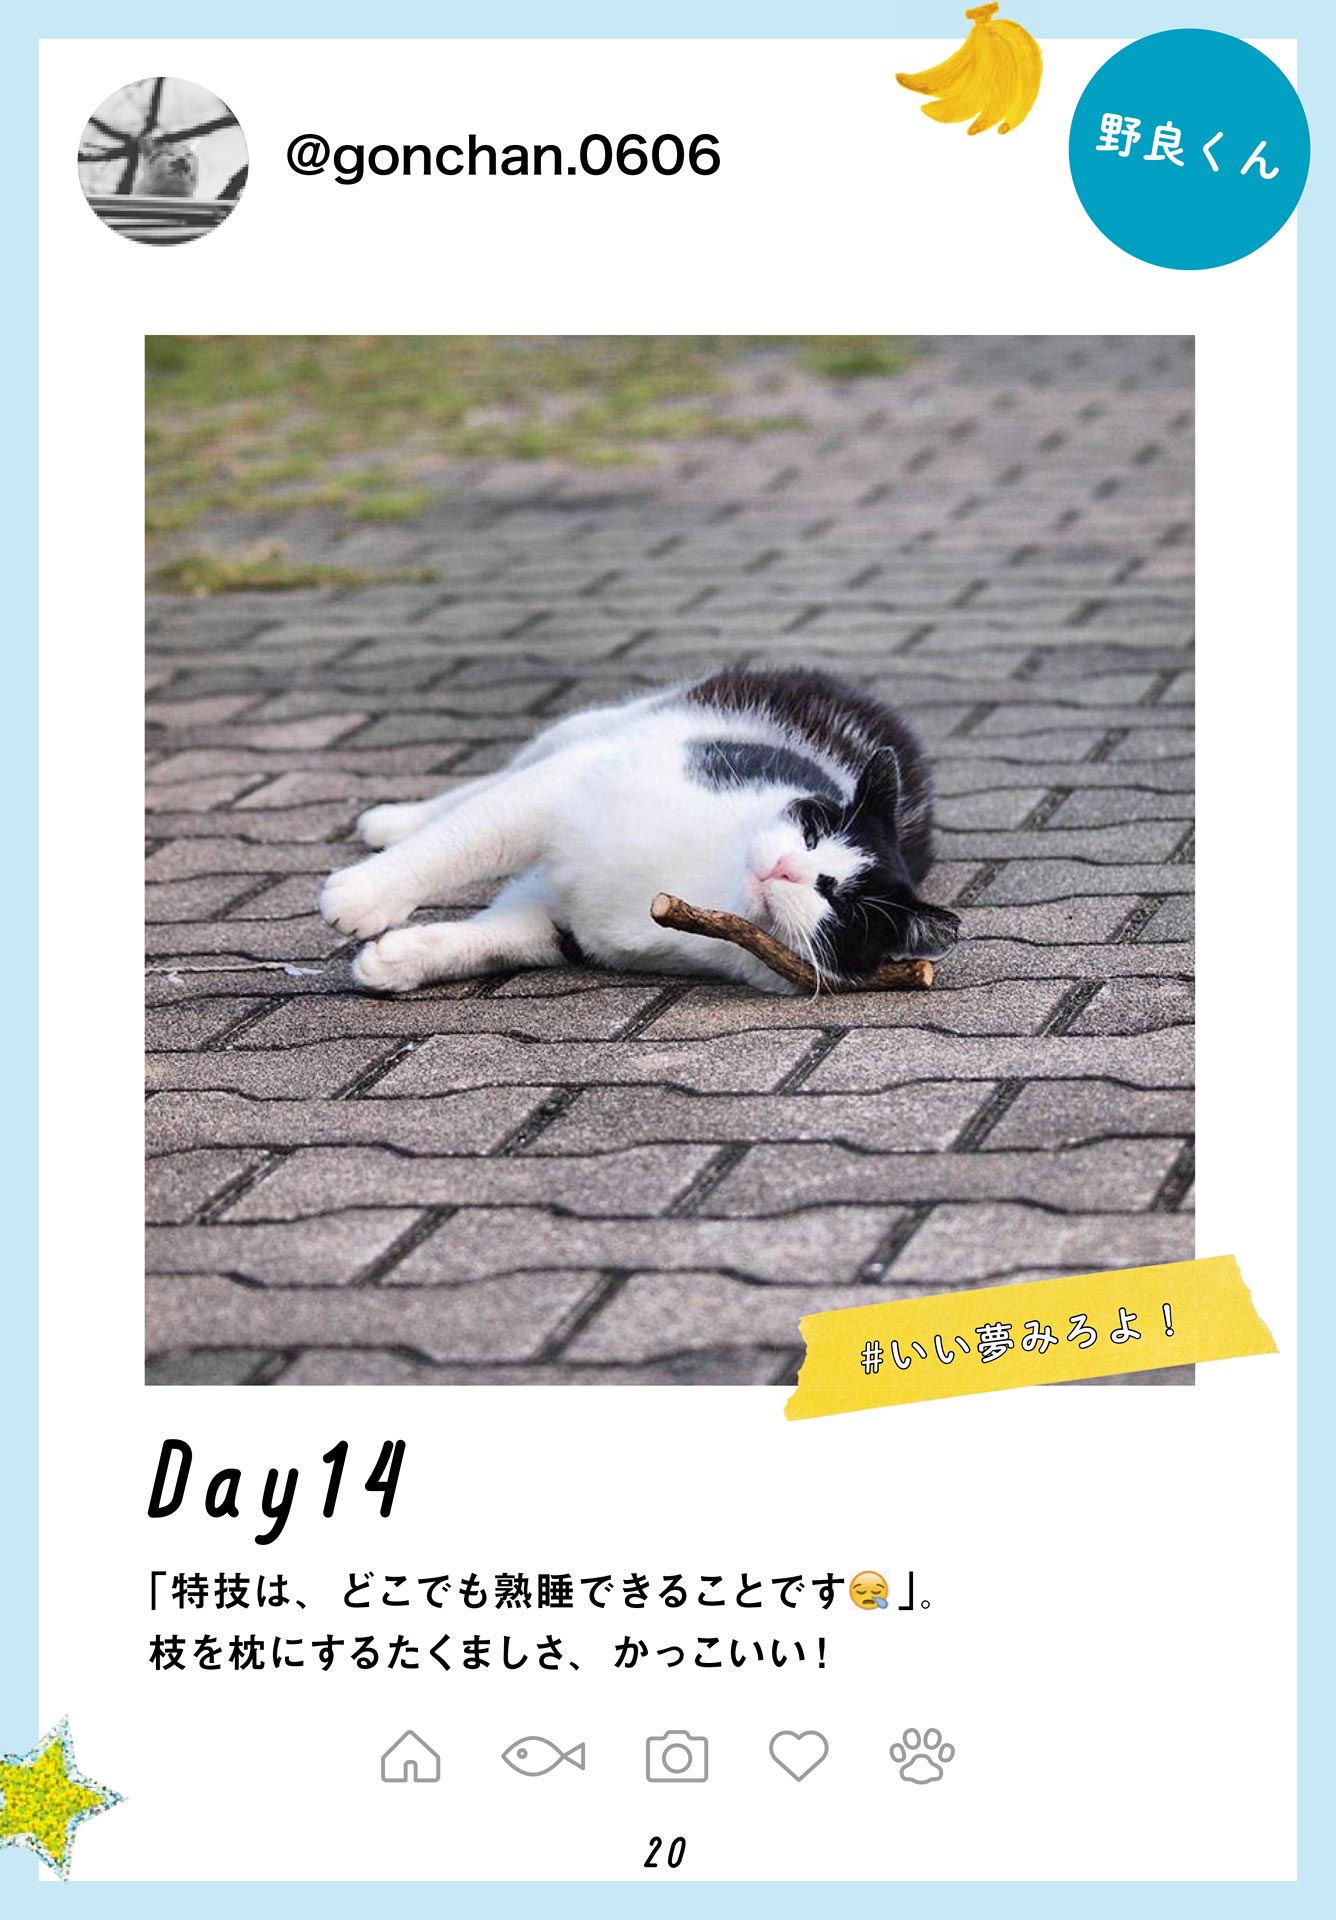 @gonchan.0606
野良くん
#いい夢みろよ！
Day14
「特技は、どこでも熟睡できることです😪」。
枝を枕にするたくましさ、かっこいい！
20